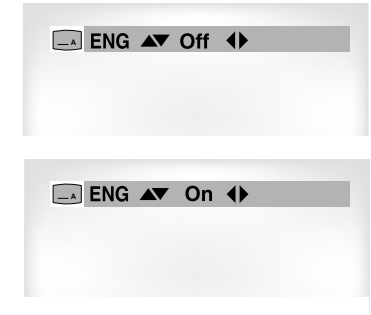 _ A ENG ▲▼ Off ◀▶
_ A ENG ▲▼ On ◀▶